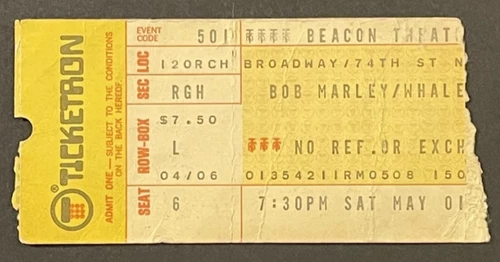 TICKETRON
ADMIT ONE — SUBJECT TO THE CONDITIONS
ON THE BACK HEREOF.
EVENT CODE 501 BEACON THEAT
SEC LOC 12ORCH BROADWAY/74TH ST N
RGH BOB MARLEY/WHALE
ROW-BOX $7.50
L NO REF.OR EXCH
04/06 01354211RM0508 150
SEAT 6 7:30PM SAT MAY 01